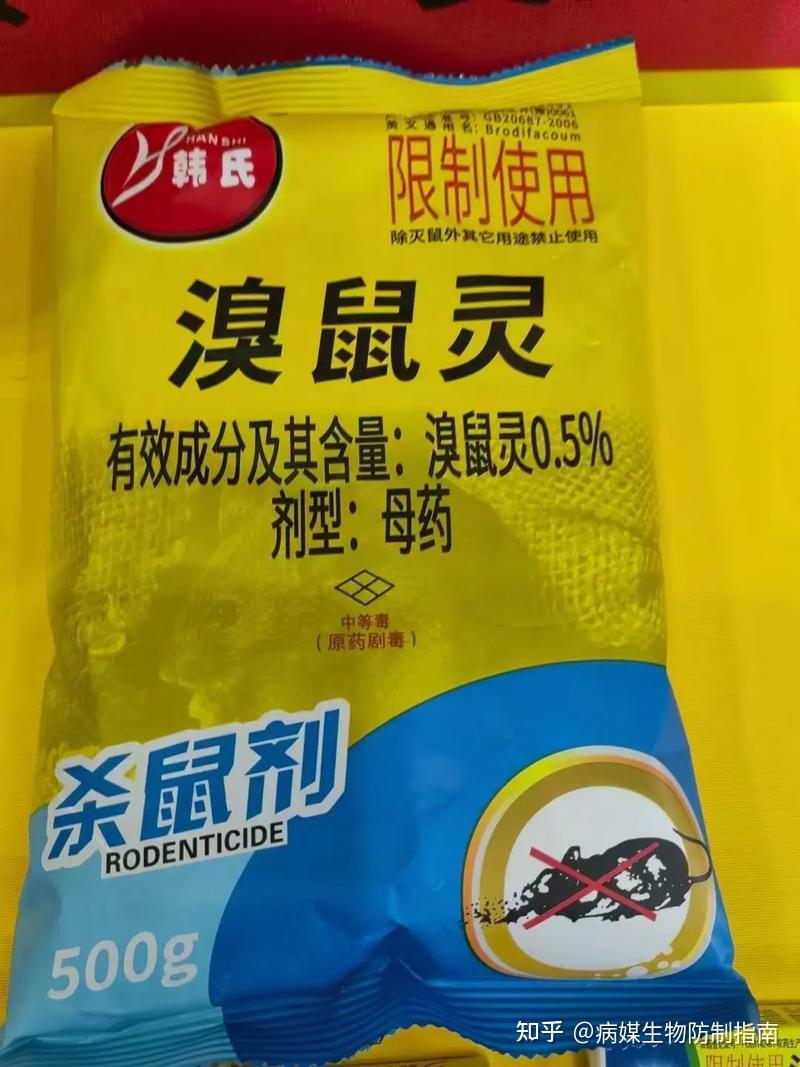 HAN SHI
韩氏
GB20687-2006
英文通用名：Brodifacoum
限制使用
除灭鼠外其它用途禁止使用
溴鼠灵
有效成分及其含量：溴鼠灵0.5%
剂型：母药
中等毒
（原药剧毒）
杀鼠剂
RODENTICIDE
500g
知乎 @病媒生物防制指南
限制使用